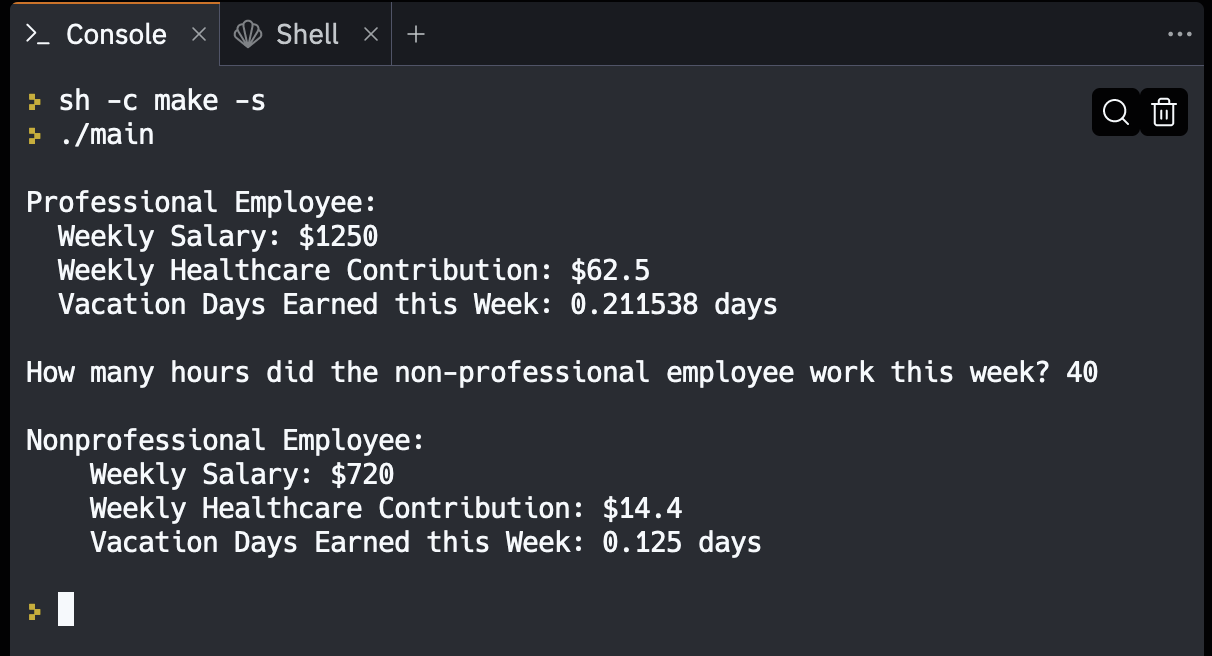 Console Shell
sh -c make -s
./main
Professional Employee:
Weekly Salary: $1250
Weekly Healthcare Contribution: $62.5
Vacation Days Earned this Week: 0.211538 days
How many hours did the non-professional employee work this week? 40
Nonprofessional Employee:
Weekly Salary: $720
Weekly Healthcare Contribution: $14.4
Vacation Days Earned this Week: 0.125 days